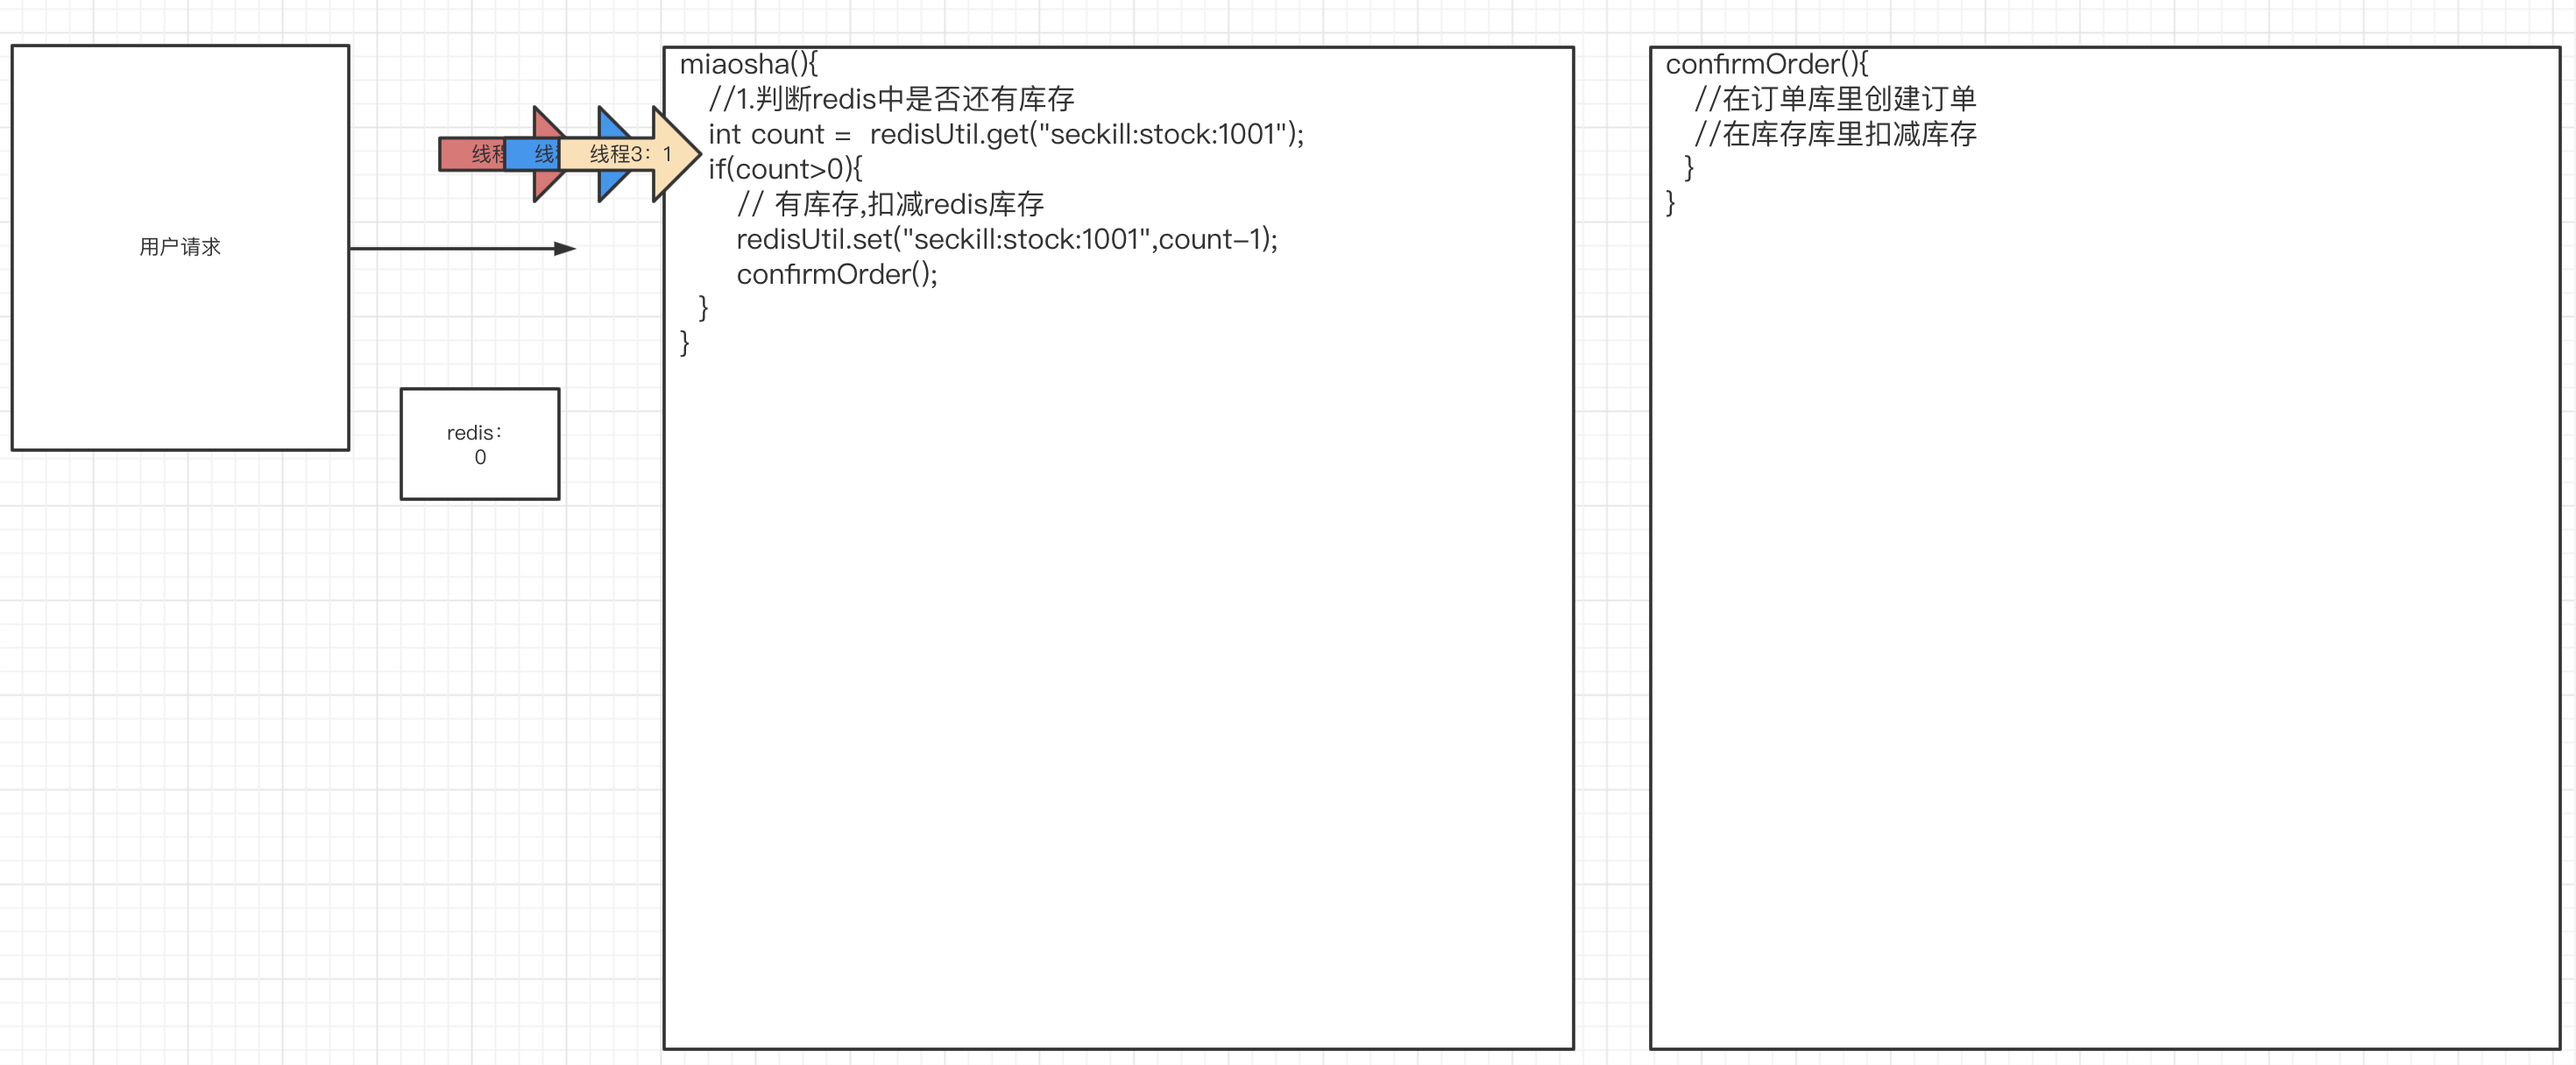 用户请求
线程
线
线程3：1
redis：
0
miaosha(){
//1.判断redis中是否还有库存
int count =  redisUtil.get("seckill:stock:1001");
if(count>0){
// 有库存,扣减redis库存
redisUtil.set("seckill:stock:1001",count-1);
confirmOrder();
}
}
confirmOrder(){
//在订单库里创建订单
//在库存库里扣减库存
}
}